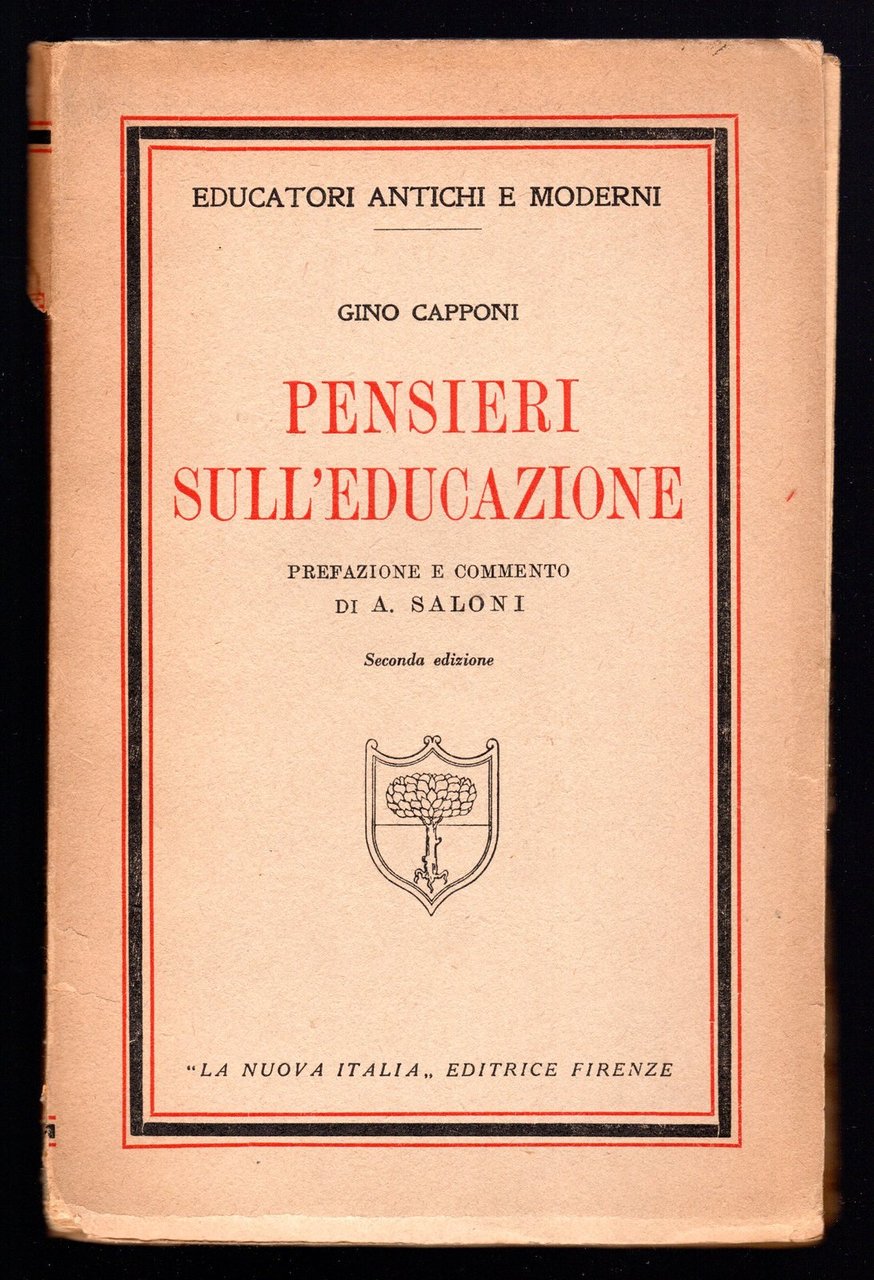 EDUCATORI ANTICHI E MODERNI
GINO CAPPONI
PENSIERI
SULL'EDUCAZIONE
PREFAZIONE E COMMENTO
DI A. SALONI
Seconda edizione
"LA NUOVA ITALIA„ EDITRICE FIRENZE